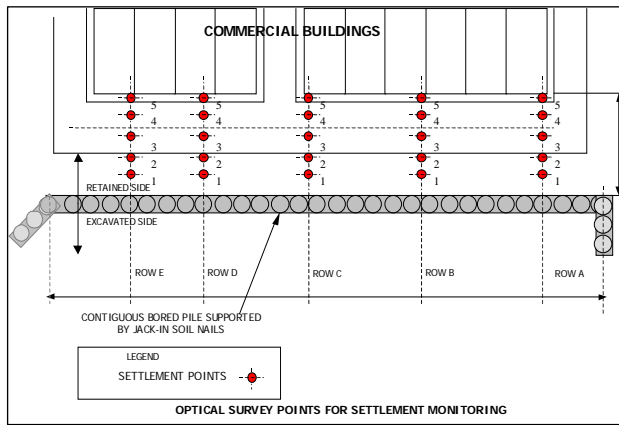 COMMERCIAL BUILDINGS
5 5 5 5 5
4 4 4 4 4
3 3 3 3 3
2 2 2 2 2
1 1 1 1 1
RETAINED SIDE
EXCAVATED SIDE
ROW E ROW D ROW C ROW B ROW A
CONTIGUOUS BORED PILE SUPPORTED
BY JACK-IN SOIL NAILS
LEGEND
SETTLEMENT POINTS
OPTICAL SURVEY POINTS FOR SETTLEMENT MONITORING